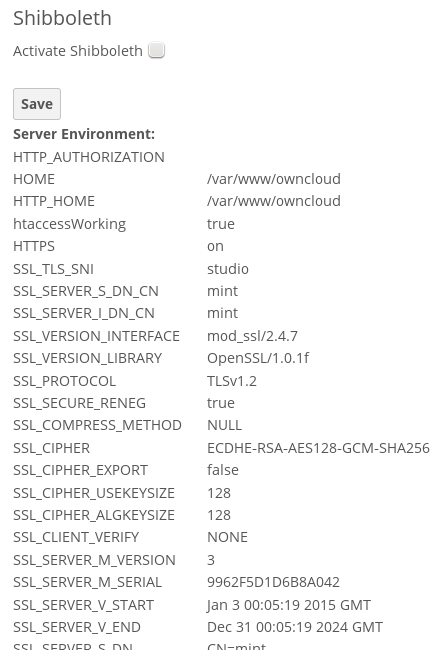 Shibboleth
Activate Shibboleth
Save
Server Environment:
HTTP_AUTHORIZATION
HOME /var/www/owncloud
HTTP_HOME /var/www/owncloud
htaccessWorking true
HTTPS on
SSL_TLS_SNI studio
SSL_SERVER_S_DN_CN mint
SSL_SERVER_I_DN_CN mint
SSL_VERSION_INTERFACE mod_ssl/2.4.7
SSL_VERSION_LIBRARY OpenSSL/1.0.1f
SSL_PROTOCOL TLSv1.2
SSL_SECURE_RENEG true
SSL_COMPRESS_METHOD NULL
SSL_CIPHER ECDHE-RSA-AES128-GCM-SHA256
SSL_CIPHER_EXPORT false
SSL_CIPHER_USEKEYSIZE 128
SSL_CIPHER_ALGKEYSIZE 128
SSL_CLIENT_VERIFY NONE
SSL_SERVER_M_VERSION 3
SSL_SERVER_M_SERIAL 9962F5D1D6B8A042
SSL_SERVER_V_START Jan 3 00:05:19 2015 GMT
SSL_SERVER_V_END Dec 31 00:05:19 2024 GMT
SSL_SERVER_S_DN CN=mint